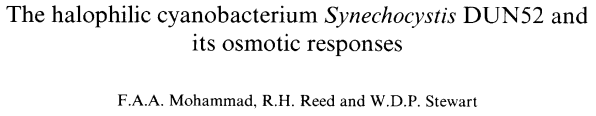 The halophilic cyanobacterium Synechocystis DUN52 and
its osmotic responses
F.A.A. Mohammad, R.H. Reed and W.D.P. Stewart